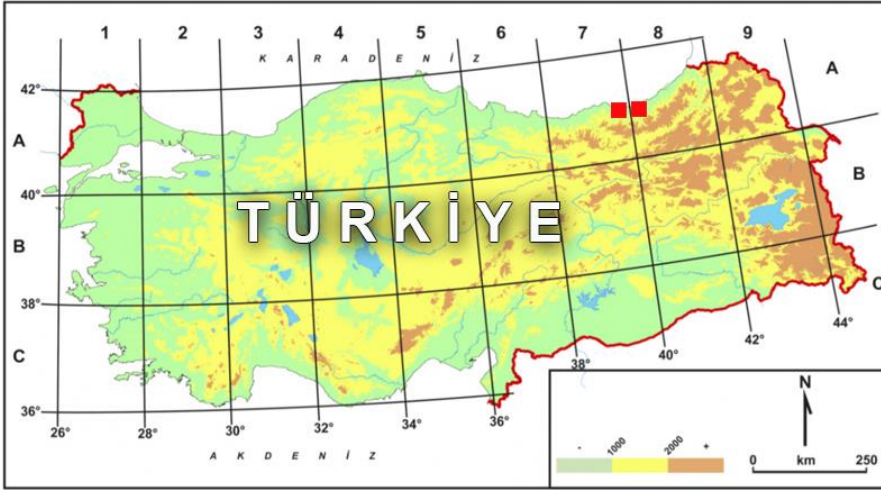 1 2 3 4 5 6 7 8 9
K A R A D E N İ Z
42°
A
A
B
40°
TÜRKİYE
B
38°
C
C
36°
26° 28° 30° 32° 34° 36° 38° 40° 42° 44°
A K D E N İ Z
N
- 1000 2000 +
0 km 250